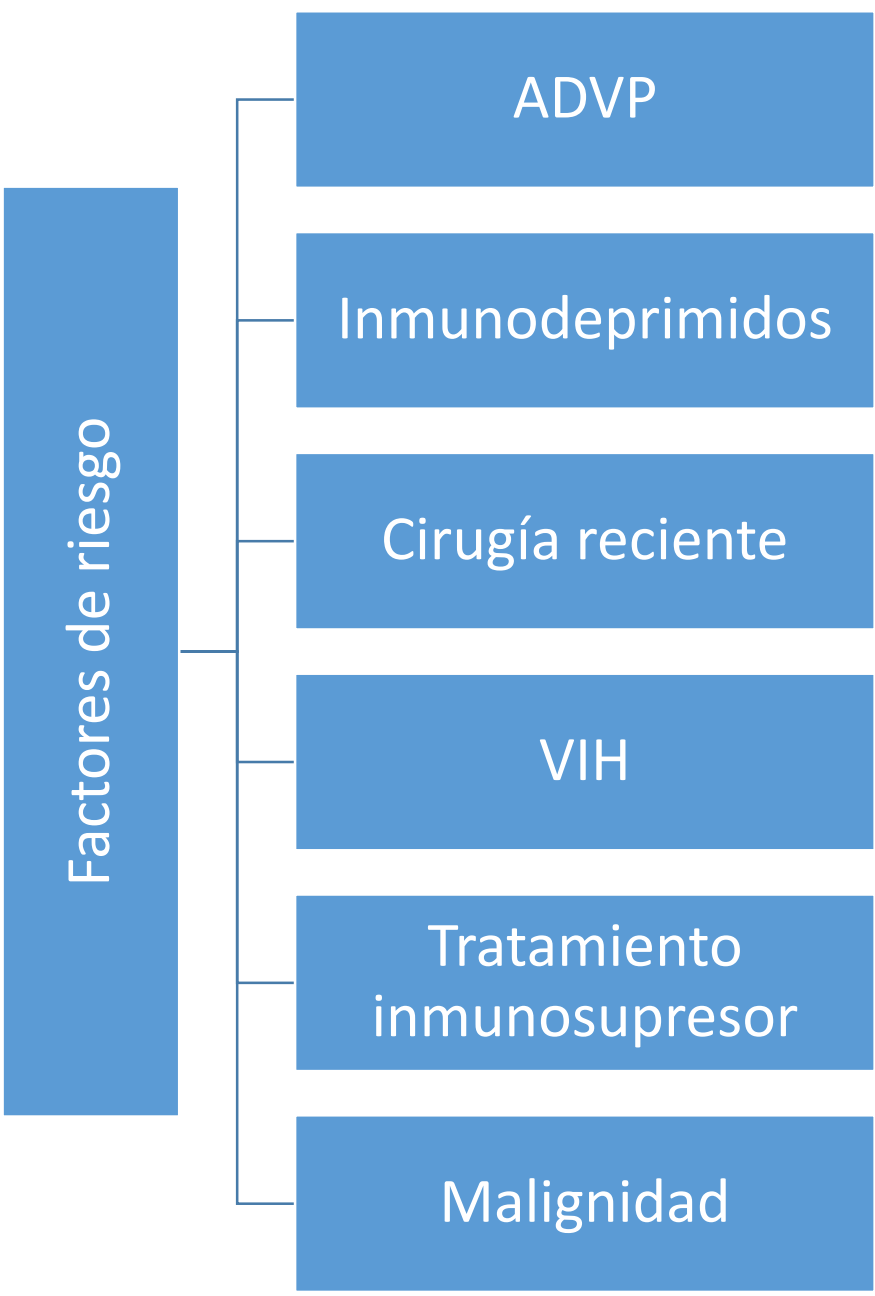 Factores de riesgo
ADVP
Inmunodeprimidos
Cirugía reciente
VIH
Tratamiento
inmunosupresor
Malignidad